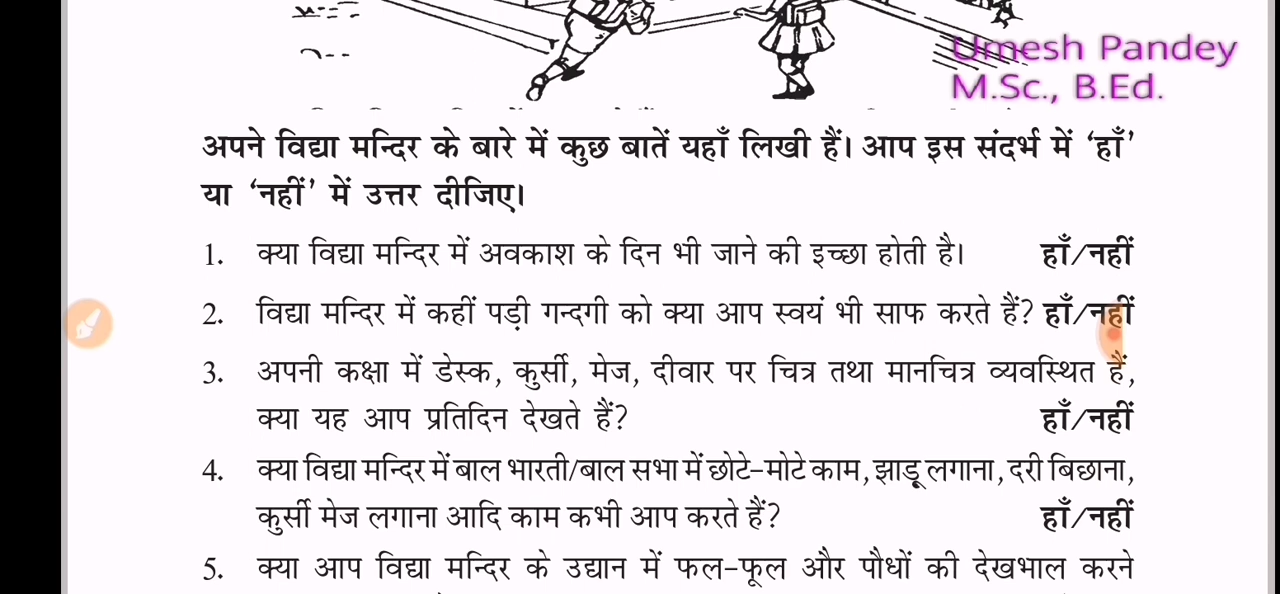 Umesh Pandey
M.Sc., B.Ed.
अपने विद्या मन्दिर के बारे में कुछ बातें यहाँ लिखी हैं। आप इस संदर्भ में ‘हाँ’
या ‘नहीं’ में उत्तर दीजिए।
1. क्या विद्या मन्दिर में अवकाश के दिन भी जाने की इच्छा होती है। हाँ/नहीं
2. विद्या मन्दिर में कहीं पड़ी गन्दगी को क्या आप स्वयं भी साफ करते हैं? हाँ/नहीं
3. अपनी कक्षा में डेस्क, कुर्सी, मेज, दीवार पर चित्र तथा मानचित्र व्यवस्थित हैं,
क्या यह आप प्रतिदिन देखते हैं? हाँ/नहीं
4. क्या विद्या मन्दिर में बाल भारती/बाल सभा में छोटे-मोटे काम, झाड़ू लगाना, दरी बिछाना,
कुर्सी मेज लगाना आदि काम कभी आप करते हैं? हाँ/नहीं
5. क्या आप विद्या मन्दिर के उद्यान में फल-फूल और पौधों की देखभाल करने